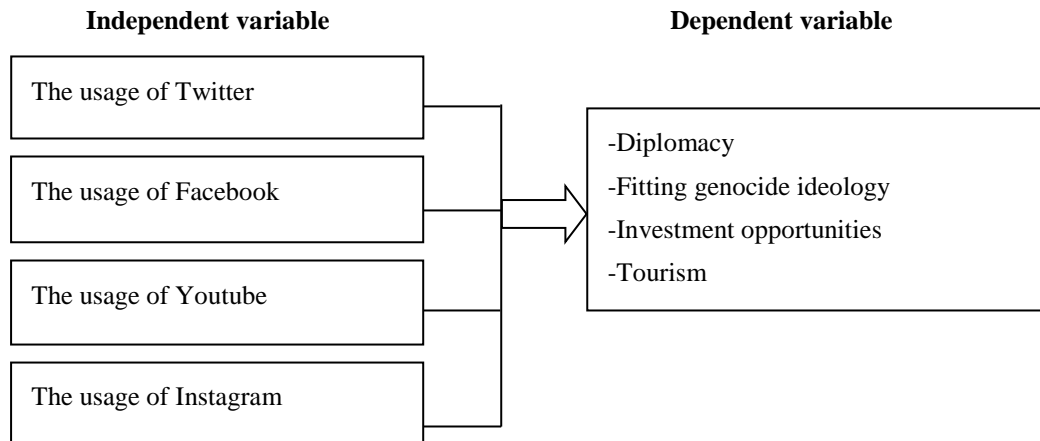 Independent variable
Dependent variable
The usage of Twitter
The usage of Facebook
The usage of Youtube
The usage of Instagram
-Diplomacy
-Fitting genocide ideology
-Investment opportunities
-Tourism